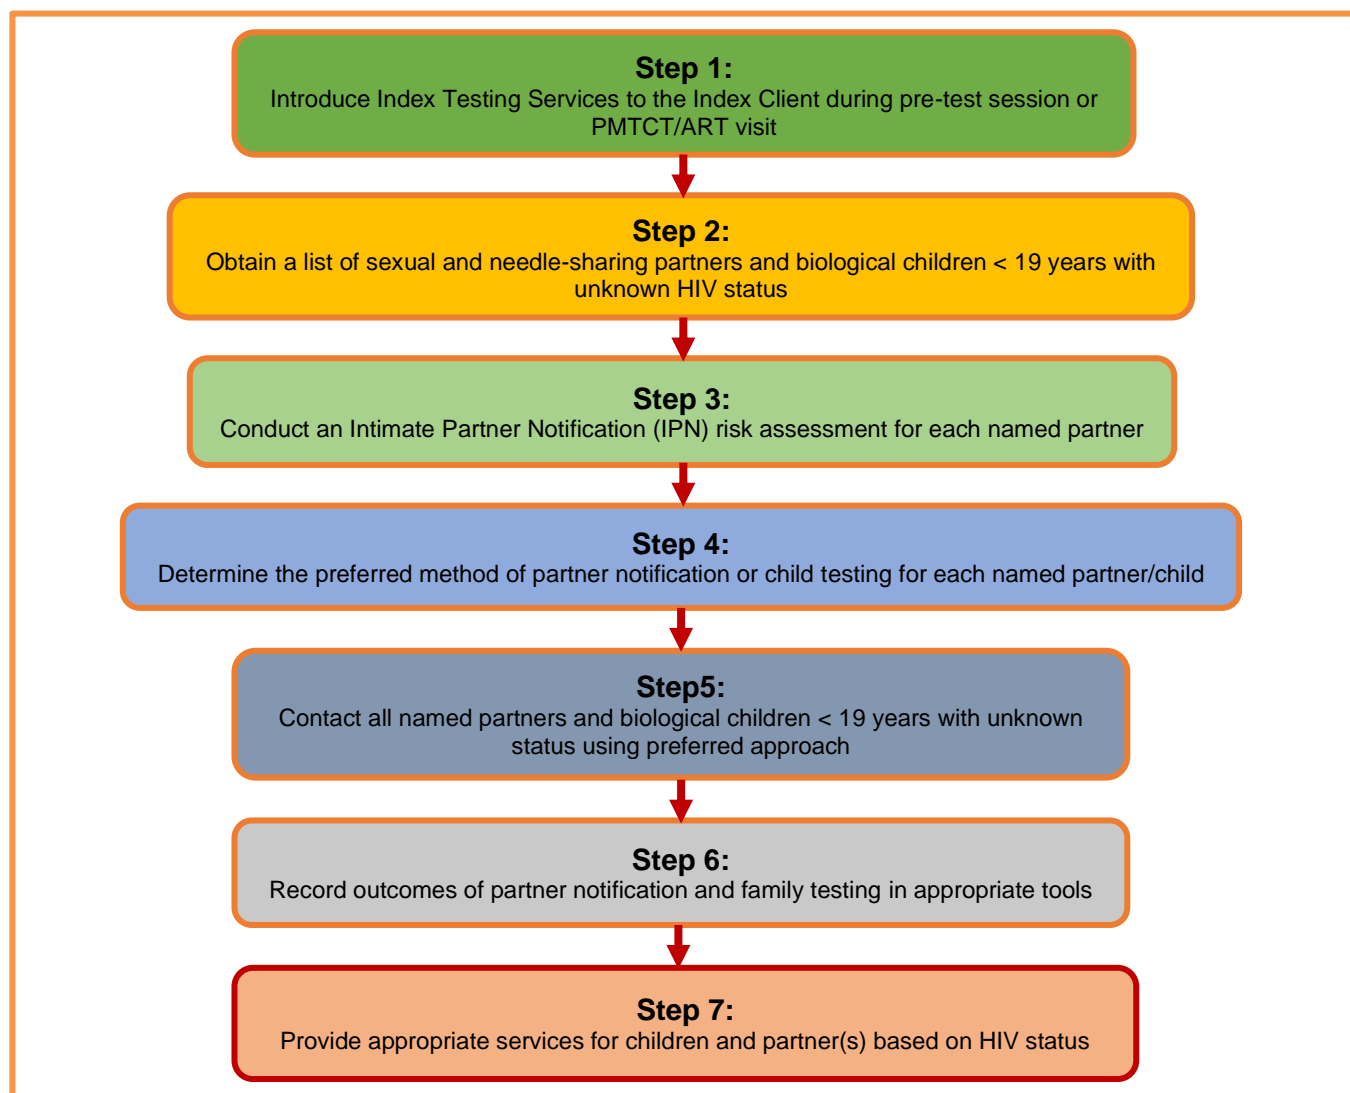 Step 1:
Introduce Index Testing Services to the Index Client during pre-test session or
PMTCT/ART visit
Step 2:
Obtain a list of sexual and needle-sharing partners and biological children < 19 years with
unknown HIV status
Step 3:
Conduct an Intimate Partner Notification (IPN) risk assessment for each named partner
Step 4:
Determine the preferred method of partner notification or child testing for each named partner/child
Step5:
Contact all named partners and biological children < 19 years with unknown
status using preferred approach
Step 6:
Record outcomes of partner notification and family testing in appropriate tools
Step 7:
Provide appropriate services for children and partner(s) based on HIV status